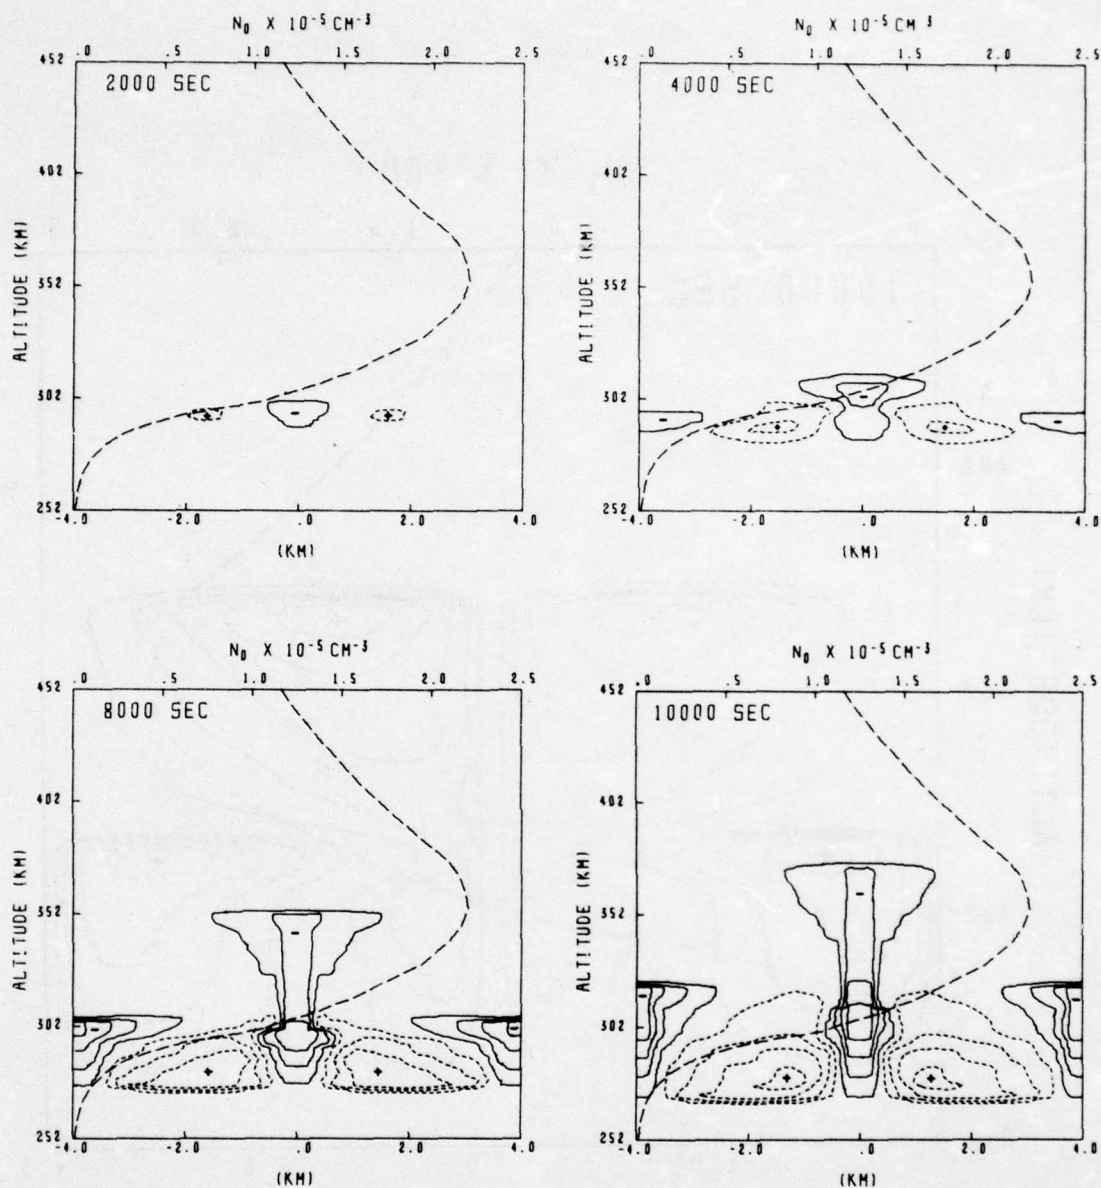 N₀ X 10⁻⁵ CM⁻³
.0 .5 1.0 1.5 2.0 2.5
452
2000 SEC
402
352
302
252
ALTITUDE (KM)
-4.0 -2.0 .0 2.0 4.0
(KM)
N₀ X 10⁻⁵ CM ³
.0 .5 1.0 1.5 2.0 2.5
452
4000 SEC
402
352
302
252
ALTITUDE (KM)
-4.0 -2.0 .0 2.0 4.0
(KM)
N₀ X 10⁻⁵ CM⁻³
.0 .5 1.0 1.5 2.0 2.5
452
8000 SEC
402
352
302
252
ALTITUDE (KM)
-4.0 -2.0 .0 2.0 4.0
(KM)
N₀ X 10⁻⁵ CM⁻³
.0 .5 1.0 1.5 2.0 2.5
452
10000 SEC
402
352
302
252
ALTITUDE (KM)
-4.0 -2.0 .0 2.0 4.0
(KM)